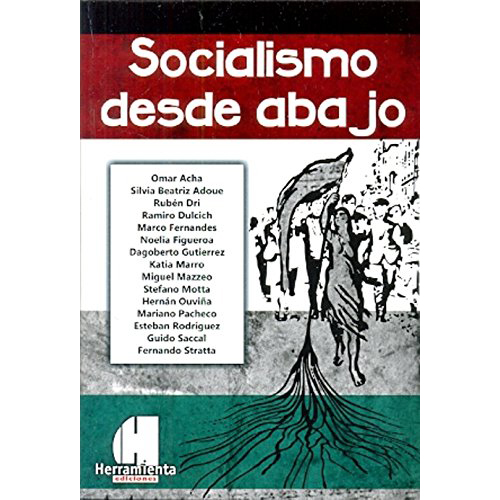 Socialismo
desde abajo
Omar Acha
Silvia Beatriz Adoue
Rubén Dri
Ramiro Dulcich
Marco Fernandes
Noelia Figueroa
Dagoberto Gutierrez
Katia Marro
Miguel Mazzeo
Stefano Motta
Hernán Ouviña
Mariano Pacheco
Esteban Rodriguez
Guido Saccal
Fernando Stratta
Herramienta
ediciones